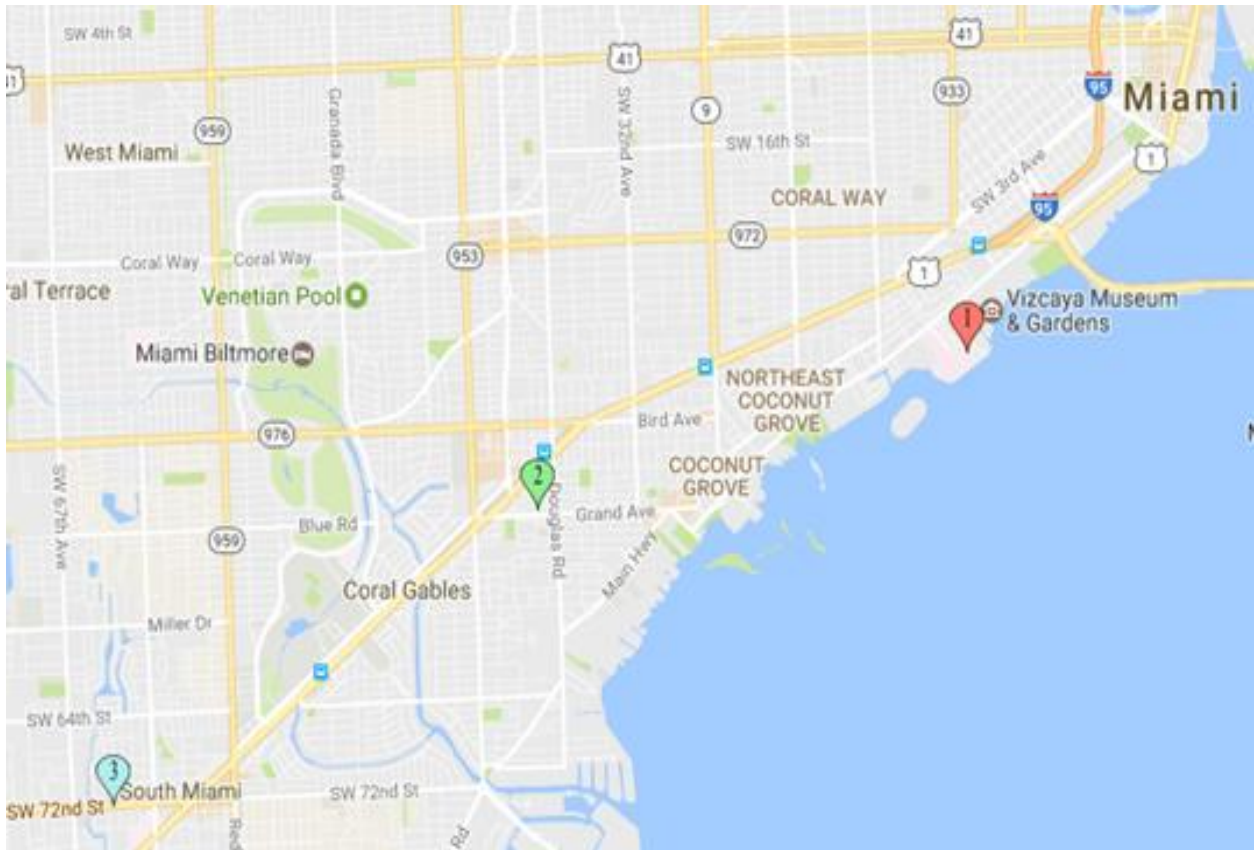 SW 4th St
41
41
41
Granada Blvd
SW 32nd Ave
9
933
95
Miami
959
West Miami
SW 16th St
1
SW 3rd Ave
CORAL WAY
95
972
953
Coral Way
Coral Way
1
ral Terrace
Venetian Pool
1
Vizcaya Museum
& Gardens
Miami Biltmore
NORTHEAST
COCONUT
GROVE
Bird Ave
976
N
2
COCONUT
GROVE
SW 67th Ave
Douglas Rd
Grand Ave
Blue Rd
959
Main Hwy
Coral Gables
Miller Dr
SW 64th St
3
South Miami
SW 72nd St
SW 72nd St
Red
Rd